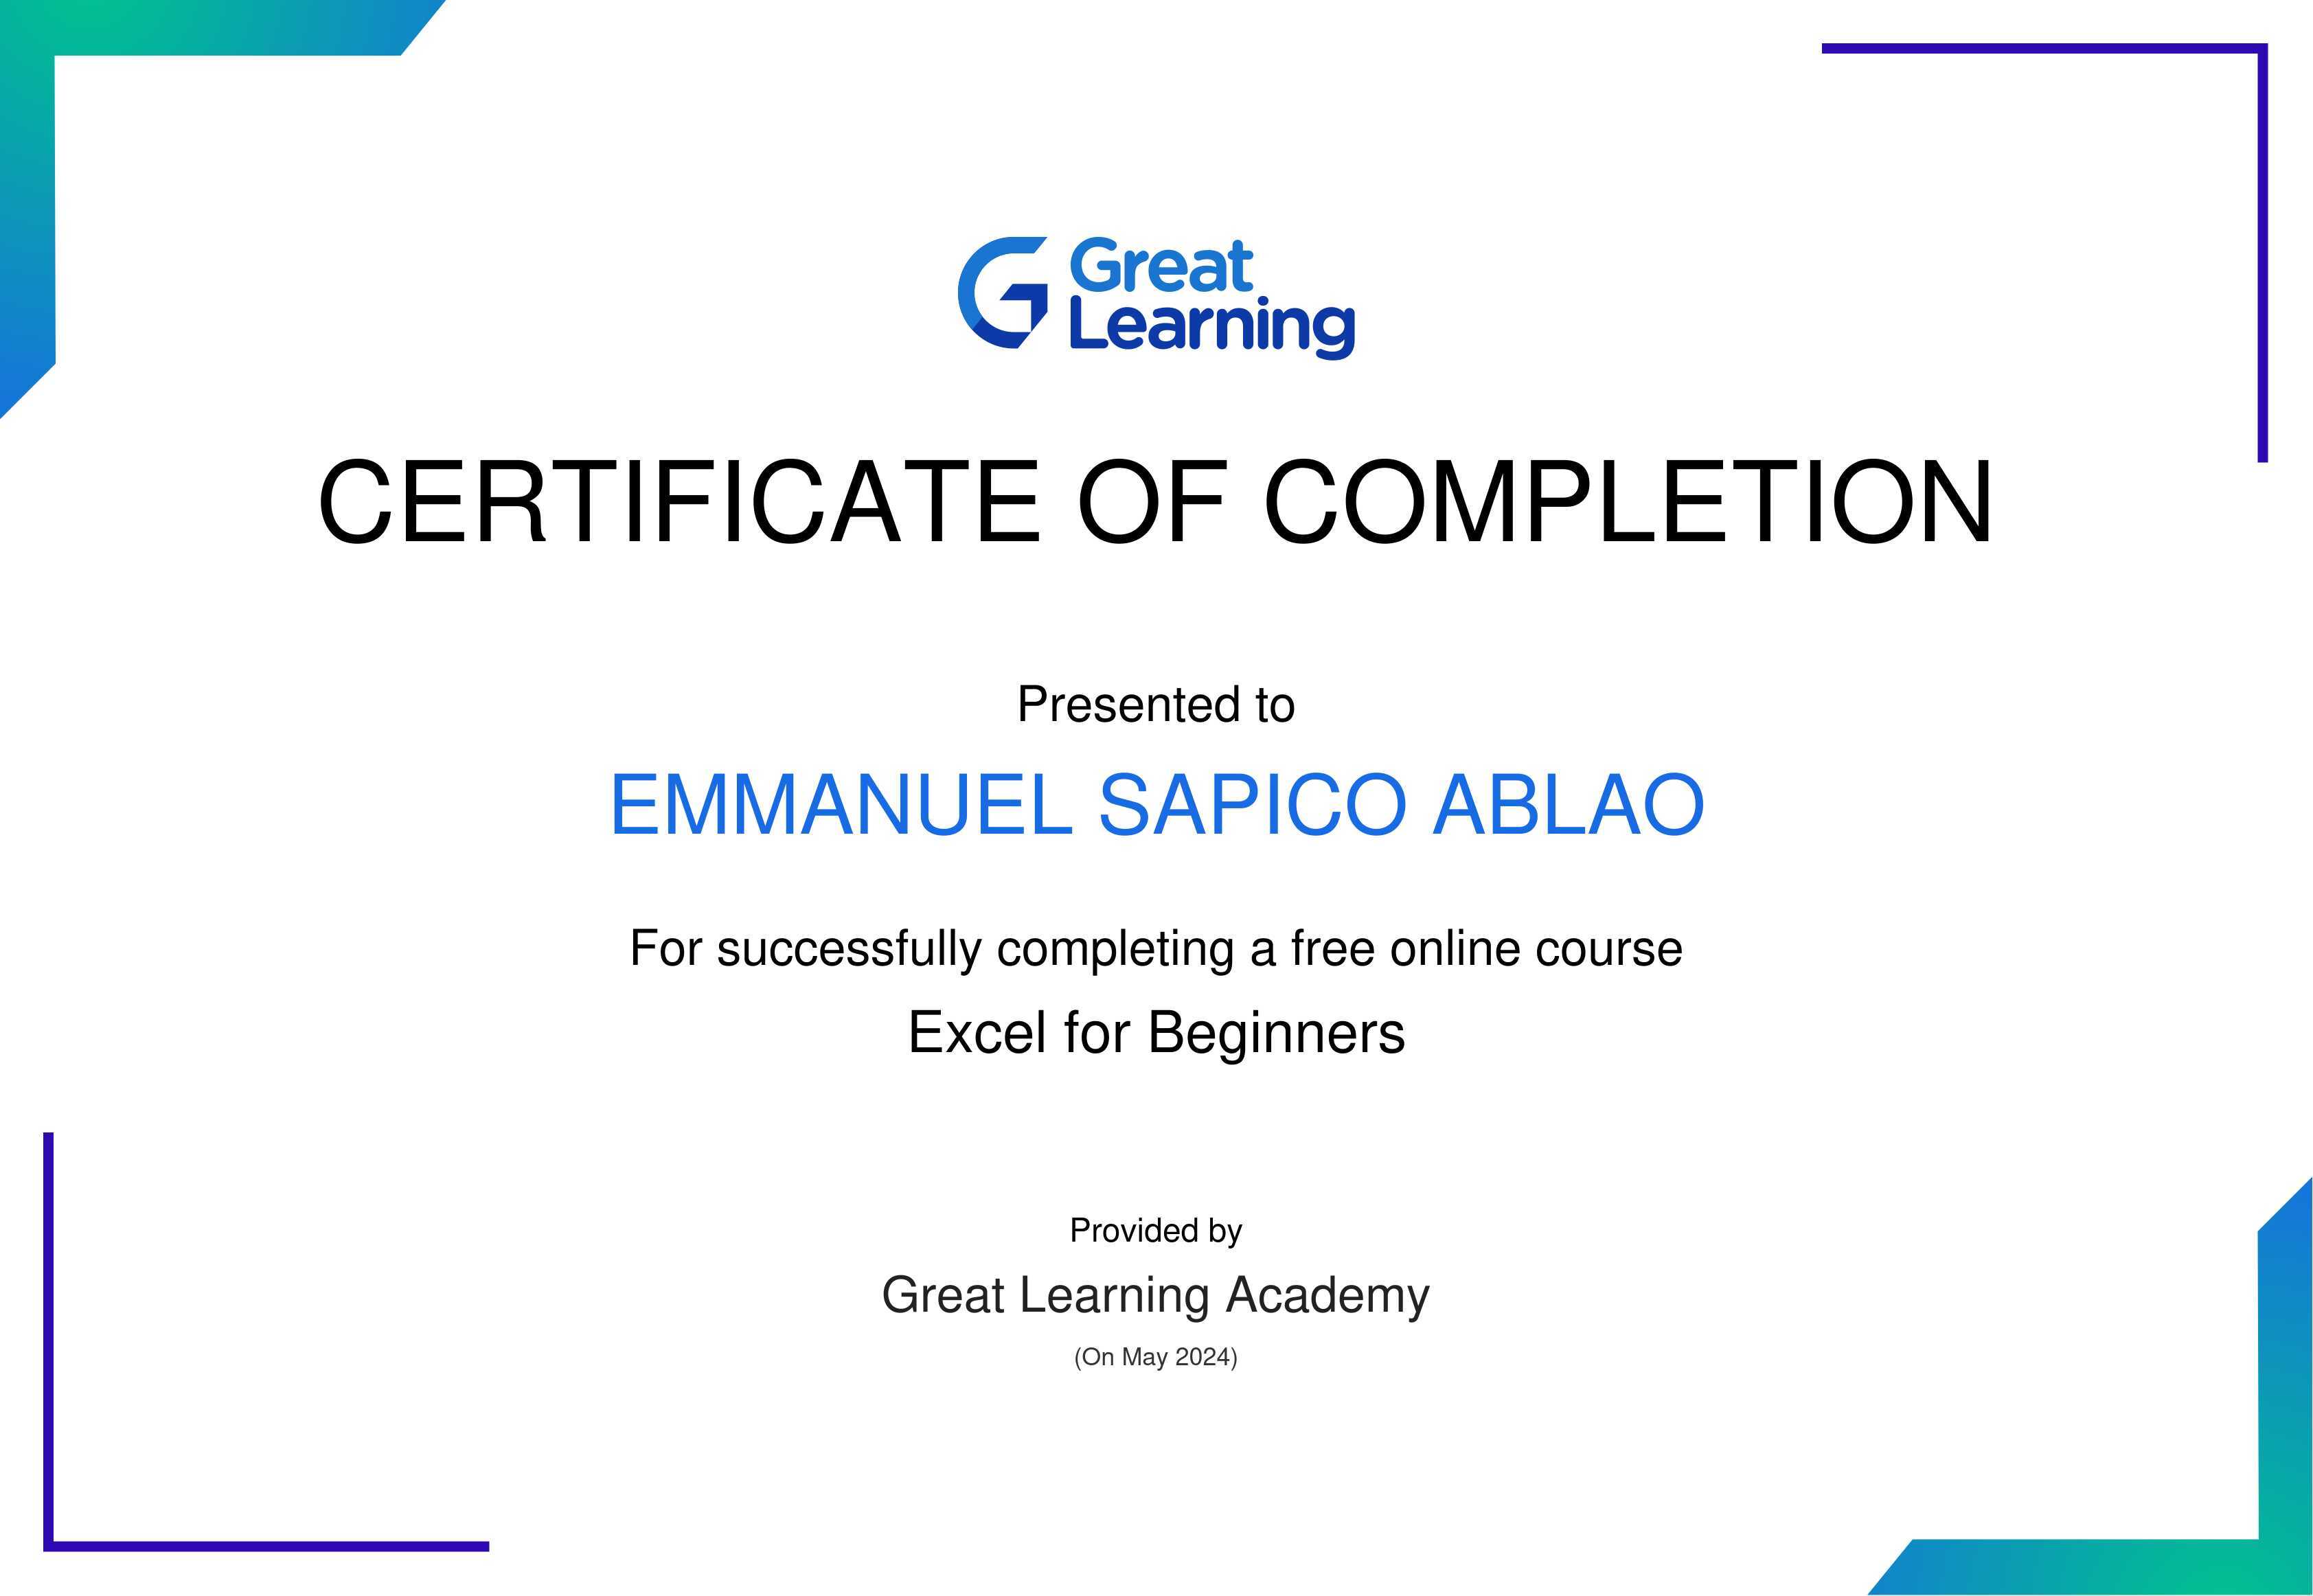 Great
Learning
CERTIFICATE OF COMPLETION
Presented to
EMMANUEL SAPICO ABLAO
For successfully completing a free online course
Excel for Beginners
Provided by
Great Learning Academy
(On May 2024)